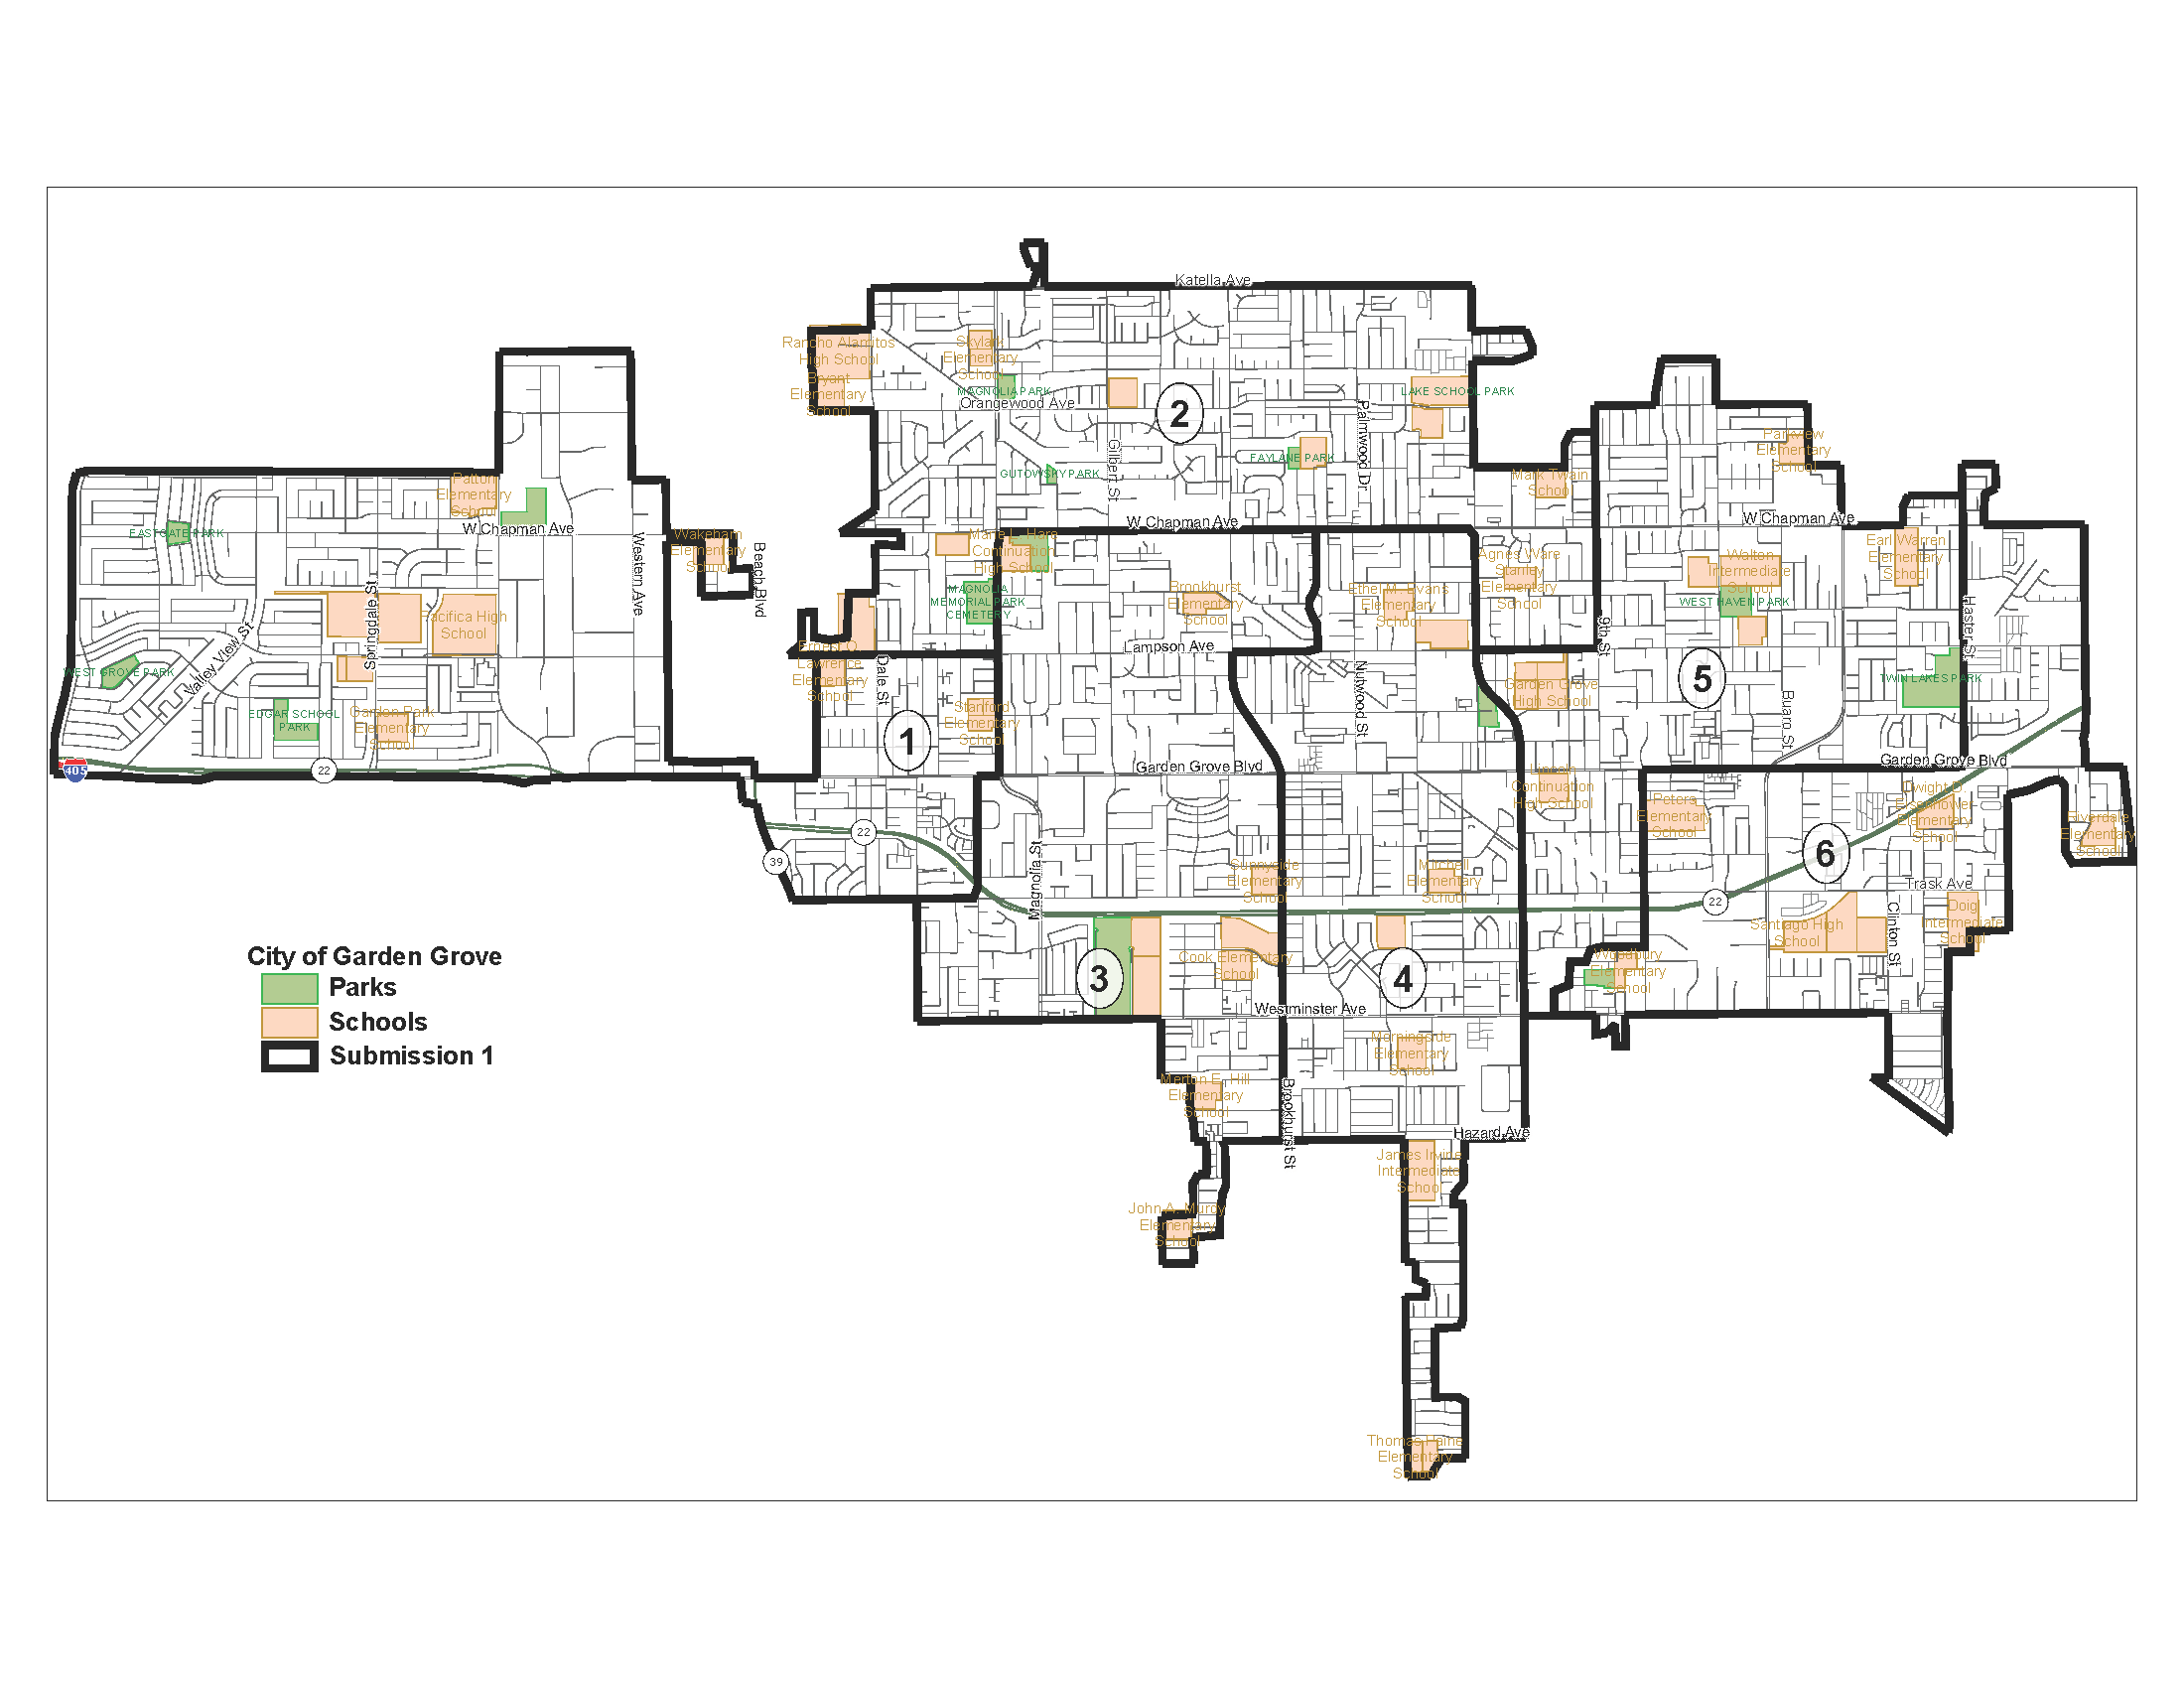 Katella Ave
Rancho Alamitos
High School
Bryant
Elementary
School
Skylark
Elementary
School
MAGNOLIA PARK
Orangewood Ave
2
LAKE SCHOOL PARK
Palmwood Dr
Gilbert St
GUTOWSKY PARK
FAYLANE PARK
Parkview
Elementary
School
Mark Twain
School
Patton
Elementary
School
W Chapman Ave
W Chapman Ave
W Chapman Ave
EASTGATE PARK
Western Ave
Wakeham
Elementary
School
Beach Blvd
Marie L. Hare
Continuation
High School
MAGNOLIA
MEMORIAL PARK
CEMETERY
Brookhurst
Elementary
School
Ethel M. Evans
Elementary
School
Agnes Ware
Stanley
Elementary
School
Walton
Intermediate
School
WEST HAVEN PARK
Earl Warren
Elementary
School
Haster St
9th St
Springdale St
Pacifica High
School
Valley View St
WEST GROVE PARK
EDGAR SCHOOL
PARK
Garden Park
Elementary
School
Ernest O.
Lawrence
Elementary
School
Dale St
Stanford
Elementary
School
1
Lampson Ave
Nutwood St
Garden Grove
High School
5
Buaro St
TWIN LAKES PARK
405
22
Garden Grove Blvd
Garden Grove Blvd
Lincoln
Continuation
High School
Peters
Elementary
School
Dwight D.
Eisenhower
Elementary
School
Riverdale
Elementary
School
22
39
Magnolia St
Sunnyside
Elementary
School
Mitchell
Elementary
School
6
22
Trask Ave
Clinton St
Santiago High
School
Doig
Intermediate
School
Woodbury
Elementary
School
Cook Elementary
School
3
4
Westminster Ave
City of Garden Grove
Parks
Schools
Submission 1
Morningside
Elementary
School
Merton E. Hill
Elementary
School
Brookhurst St
Hazard Ave
James Irvine
Intermediate
School
John A. Murdy
Elementary
School
Thomas Paine
Elementary
School